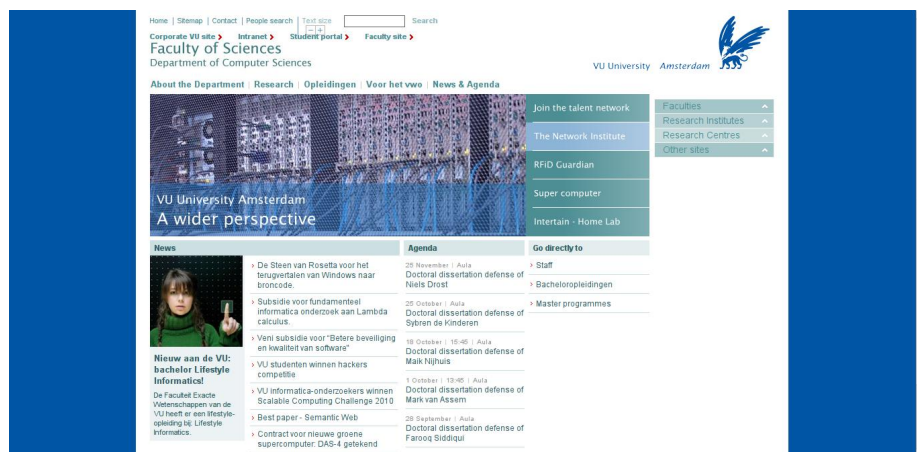 Home | Sitemap | Contact | People search | Text size Search
- +
Corporate VU site Intranet Student portal Faculty site
Faculty of Sciences
Department of Computer Sciences
VU University Amsterdam
About the Department | Research | Opleidingen | Voor het vwo | News & Agenda
VU University Amsterdam
A wider perspective
Join the talent network
The Network Institute
RFiD Guardian
Super computer
Intertain - Home Lab
Faculties
Research Institutes
Research Centres
Other sites
News
Nieuw aan de VU:
bachelor Lifestyle
Informatics!
De Faculteit Exacte
Wetenschappen van de
VU heeft er een lifestyle-
opleiding bij: Lifestyle
Informatics.
De Steen van Rosetta voor het
terugvertalen van Windows naar
broncode.
Subsidie voor fundamenteel
informatica onderzoek aan Lambda
calculus.
Veni subsidie voor "Betere beveiliging
en kwaliteit van software"
VU studenten winnen hackers
competitie
VU informatica-onderzoekers winnen
Scalable Computing Challenge 2010
Best paper - Semantic Web
Contract voor nieuwe groene
supercomputer: DAS-4 getekend
Agenda
25 November | Aula
Doctoral dissertation defense of
Niels Drost
25 October | Aula
Doctoral dissertation defense of
Sybren de Kinderen
18 October | 15:45 | Aula
Doctoral dissertation defense of
Maik Nijhuis
1 October | 13:45 | Aula
Doctoral dissertation defense of
Mark van Assem
28 September | Aula
Doctoral dissertation defense of
Farooq Siddiqui
Go directly to
Staff
Bacheloropleidingen
Master programmes